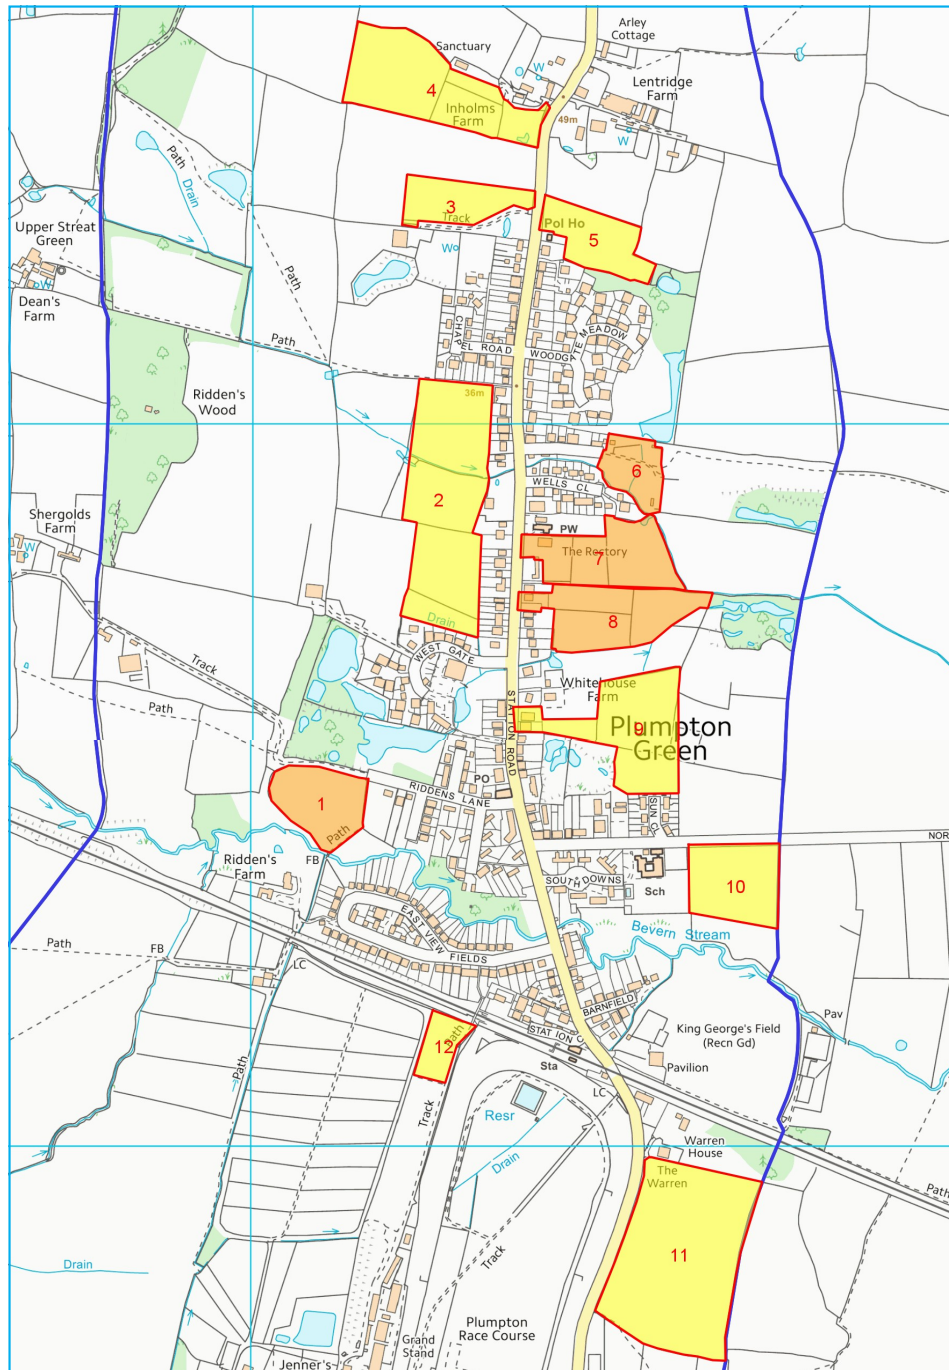 Arley
Cottage
Sanctuary
W
Lentridge
Farm
4
Inholms
Farm
49m
W
Path
Drain
3
Track
Pol Ho
5
Upper Streat
Green
W
Dean's
Farm
W
Path
Path
CHAPEL ROAD
WOODGATE MEADOW
36m
Ridden's
Wood
6
WELLS CL
2
Shergolds
Farm
W
PW
The Rectory
7
8
Drain
WEST GATE
Track
Path
Whitehouse
Farm
STATION ROAD
Plumpton
Green
9
PO
RIDDENS LANE
SUN CL
1
Path
NOR
Ridden's
Farm
FB
SOUTHDOWNS
Sch
10
EAST VIEW
FIELDS
Bevern Stream
Path
FB
LC
BARNFIELD
STATION C
King George's Field
(Recn Gd)
Pav
Path
12
Sta
Pavilion
Path
Track
LC
Resr
Warren
House
Drain
The
Warren
Path
11
Drain
Track
Plumpton
Race Course
Grand
Stand
Jenner's